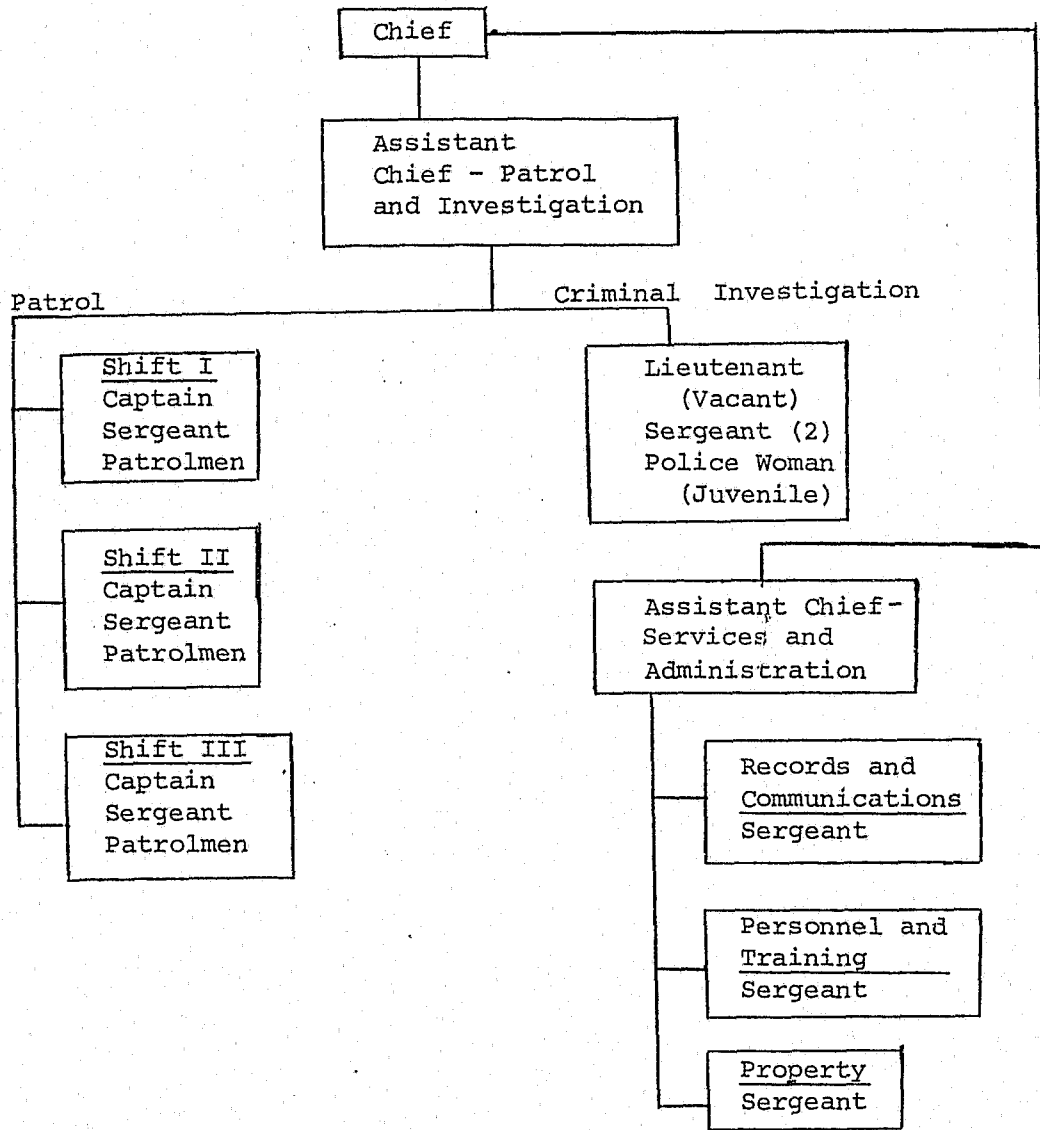 Chief
Assistant
Chief - Patrol
and Investigation
Patrol
Criminal Investigation
Shift I
Captain
Sergeant
Patrolmen
Lieutenant
(Vacant)
Sergeant (2)
Police Woman
(Juvenile)
Shift II
Captain
Sergeant
Patrolmen
Assistant Chief-
Services and
Administration
Shift III
Captain
Sergeant
Patrolmen
Records and
Communications
Sergeant
Personnel and
Training
Sergeant
Property
Sergeant